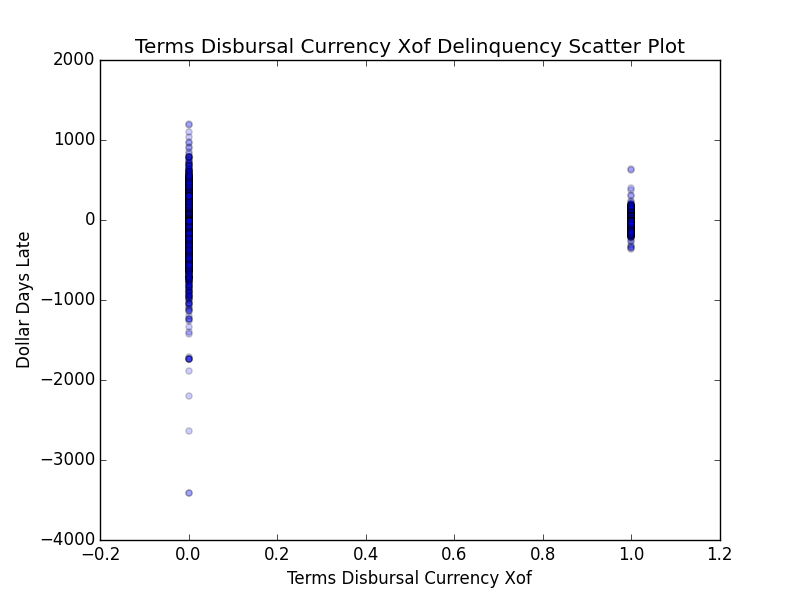 Terms Disbursal Currency Xof Delinquency Scatter Plot
2000
1000
0
−1000
−2000
−3000
−4000
Dollar Days Late
−0.2 0.0 0.2 0.4 0.6 0.8 1.0 1.2
Terms Disbursal Currency Xof